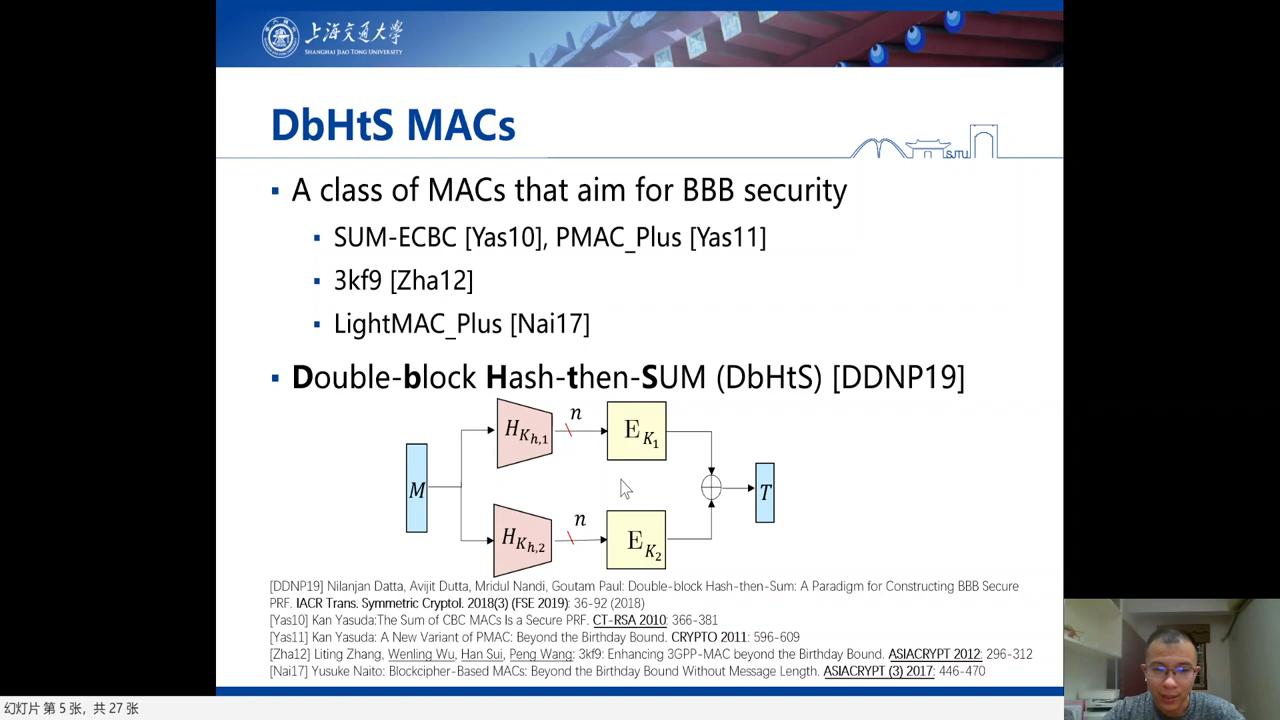 上海交通大学
SHANGHAI JIAO TONG UNIVERSITY
DbHtS MACs
SJTU
▪ A class of MACs that aim for BBB security
▪ SUM-ECBC [Yas10], PMAC_Plus [Yas11]
▪ 3kf9 [Zha12]
▪ LightMAC_Plus [Nai17]
▪ Double-block Hash-then-SUM (DbHtS) [DDNP19]
H_{K_{h,1}} n E_{K_1}
M T
H_{K_{h,2}} n E_{K_2}
[DDNP19] Nilanjan Datta, Avijit Dutta, Mridul Nandi, Goutam Paul: Double-block Hash-then-Sum: A Paradigm for Constructing BBB Secure
PRF. IACR Trans. Symmetric Cryptol. 2018(3) (FSE 2019): 36-92 (2018)
[Yas10] Kan Yasuda:The Sum of CBC MACs Is a Secure PRF. CT-RSA 2010: 366-381
[Yas11] Kan Yasuda: A New Variant of PMAC: Beyond the Birthday Bound. CRYPTO 2011: 596-609
[Zha12] Liting Zhang, Wenling Wu, Han Sui, Peng Wang: 3kf9: Enhancing 3GPP-MAC beyond the Birthday Bound. ASIACRYPT 2012: 296-312
[Nai17] Yusuke Naito: Blockcipher-Based MACs: Beyond the Birthday Bound Without Message Length. ASIACRYPT (3) 2017: 446-470
幻灯片 第 5 张，共 27 张